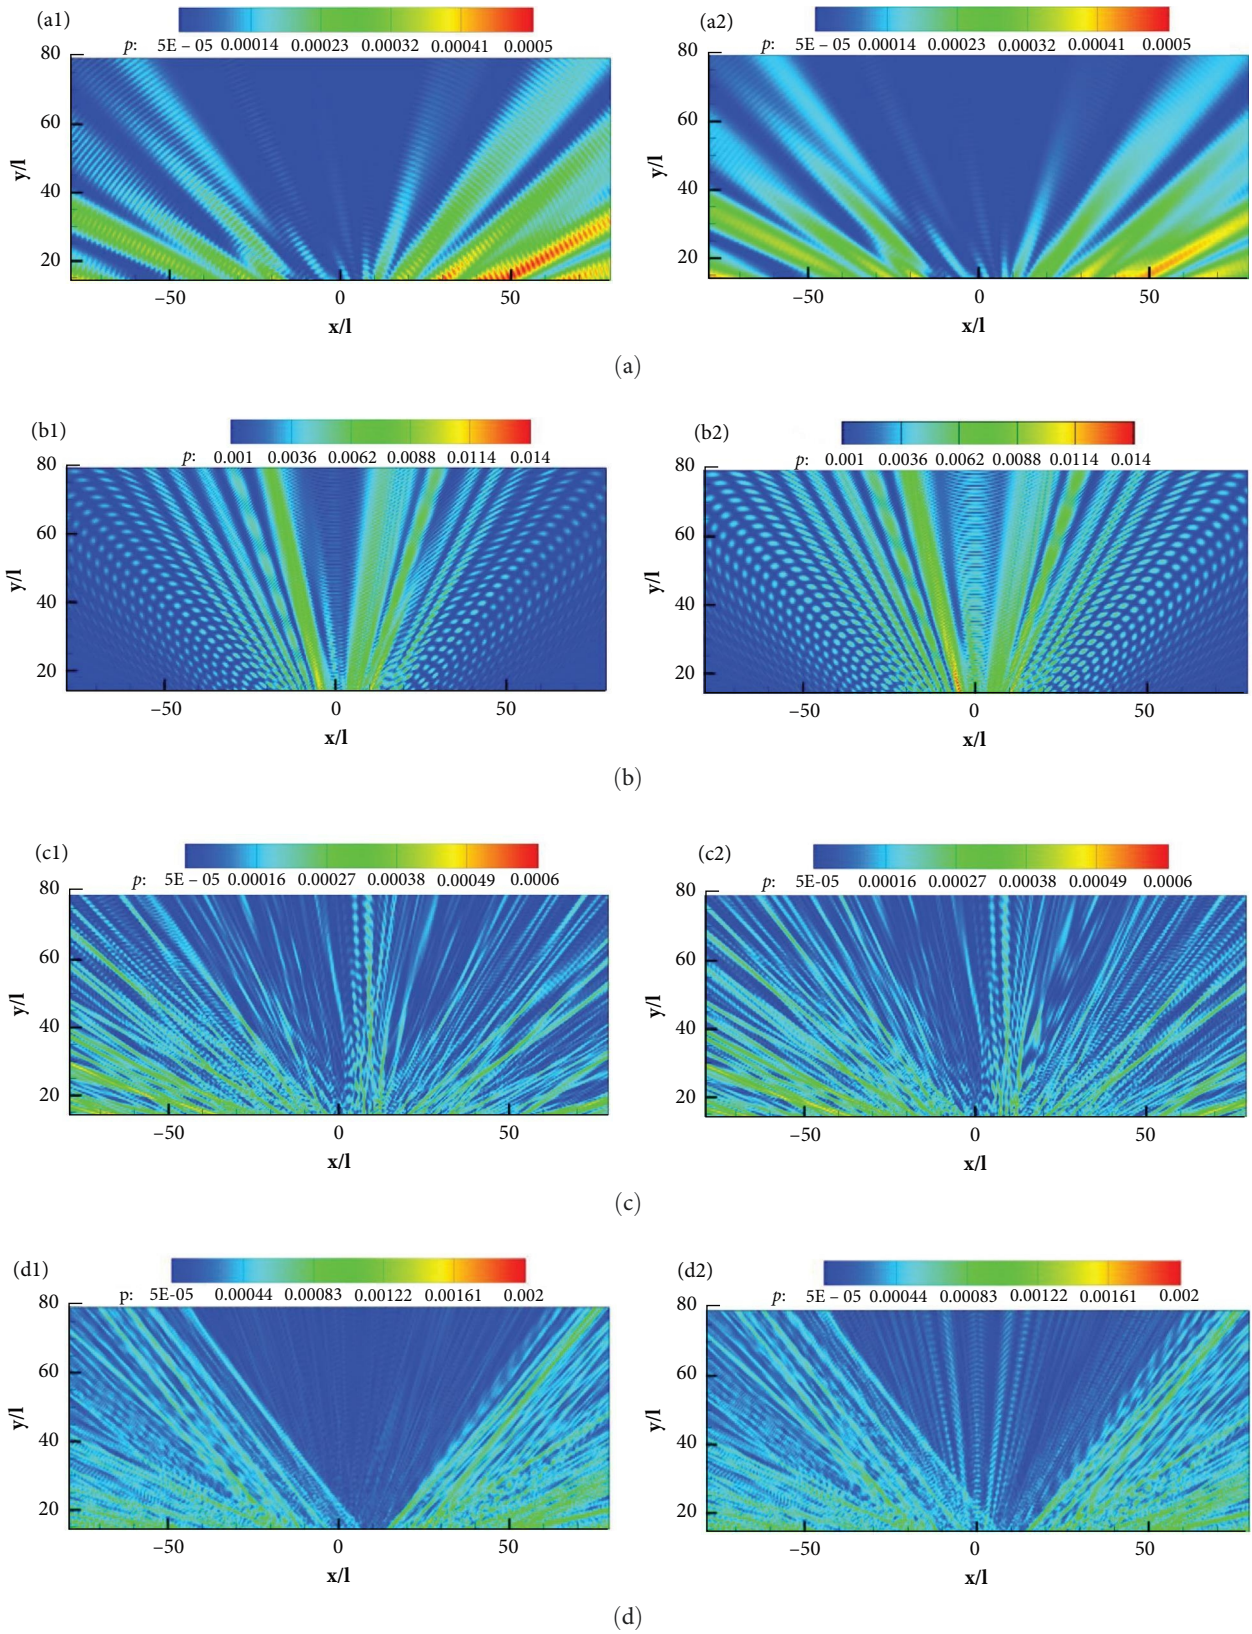 (a1)
p: 5E – 05 0.00014 0.00023 0.00032 0.00041 0.0005
80
60
40
20
y/l
−50 0 50
x/l
(a2)
p: 5E – 05 0.00014 0.00023 0.00032 0.00041 0.0005
80
60
40
20
y/l
−50 0 50
x/l
(a)
(b1)
p: 0.001 0.0036 0.0062 0.0088 0.0114 0.014
80
60
40
20
y/l
−50 0 50
x/l
(b2)
p: 0.001 0.0036 0.0062 0.0088 0.0114 0.014
80
60
40
20
y/l
−50 0 50
x/l
(b)
(c1)
p: 5E – 05 0.00016 0.00027 0.00038 0.00049 0.0006
80
60
40
20
y/l
−50 0 50
x/l
(c2)
p: 5E-05 0.00016 0.00027 0.00038 0.00049 0.0006
80
60
40
20
y/l
−50 0 50
x/l
(c)
(d1)
p: 5E-05 0.00044 0.00083 0.00122 0.00161 0.002
80
60
40
20
y/l
−50 0 50
x/l
(d2)
p: 5E – 05 0.00044 0.00083 0.00122 0.00161 0.002
80
60
40
20
y/l
−50 0 50
x/l
(d)